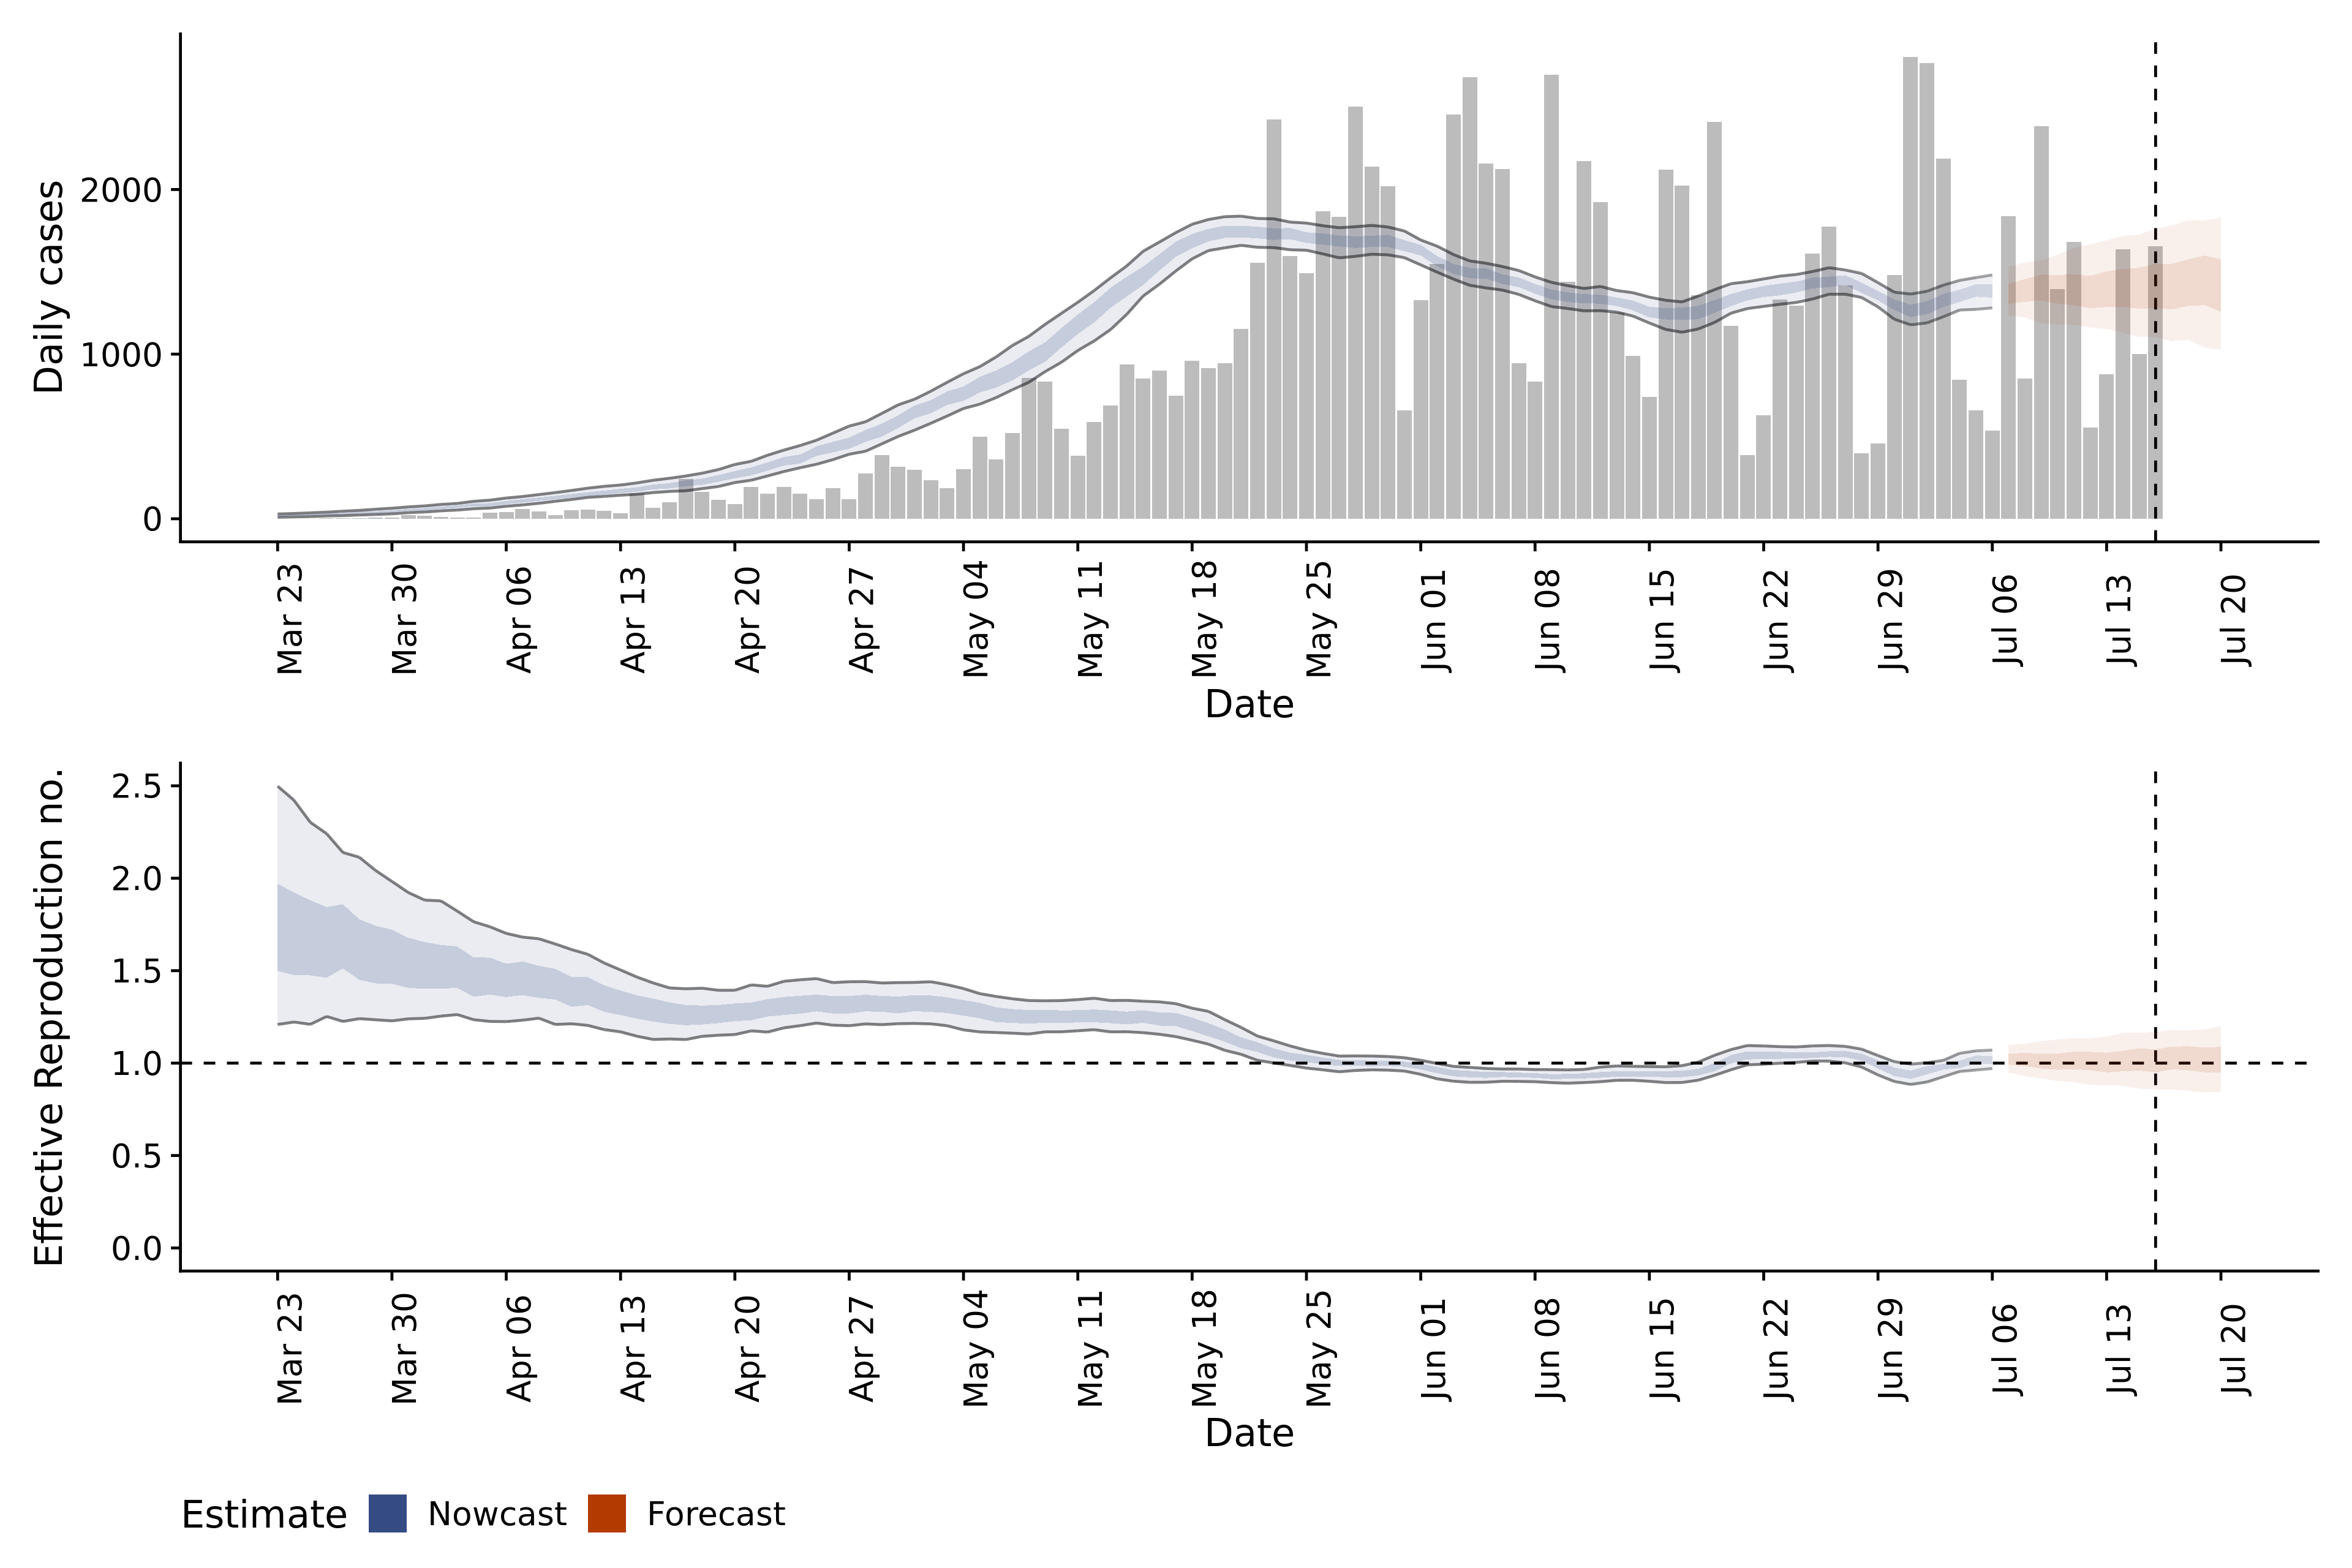 Daily cases
2000
1000
0
Mar 23
Mar 30
Apr 06
Apr 13
Apr 20
Apr 27
May 04
May 11
May 18
May 25
Jun 01
Jun 08
Jun 15
Jun 22
Jun 29
Jul 06
Jul 13
Jul 20
Date
Effective Reproduction no.
2.5
2.0
1.5
1.0
0.5
0.0
Mar 23
Mar 30
Apr 06
Apr 13
Apr 20
Apr 27
May 04
May 11
May 18
May 25
Jun 01
Jun 08
Jun 15
Jun 22
Jun 29
Jul 06
Jul 13
Jul 20
Date
Estimate Nowcast Forecast